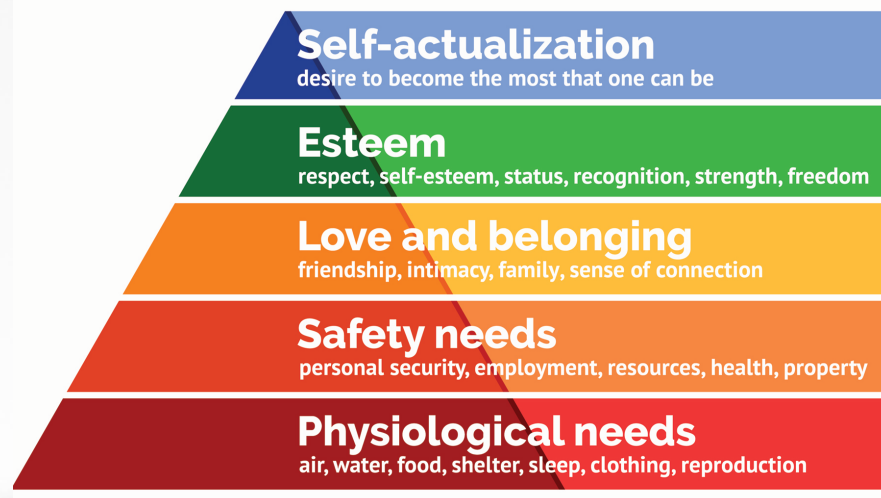 Self-actualization
desire to become the most that one can be
Esteem
respect, self-esteem, status, recognition, strength, freedom
Love and belonging
friendship, intimacy, family, sense of connection
Safety needs
personal security, employment, resources, health, property
Physiological needs
air, water, food, shelter, sleep, clothing, reproduction